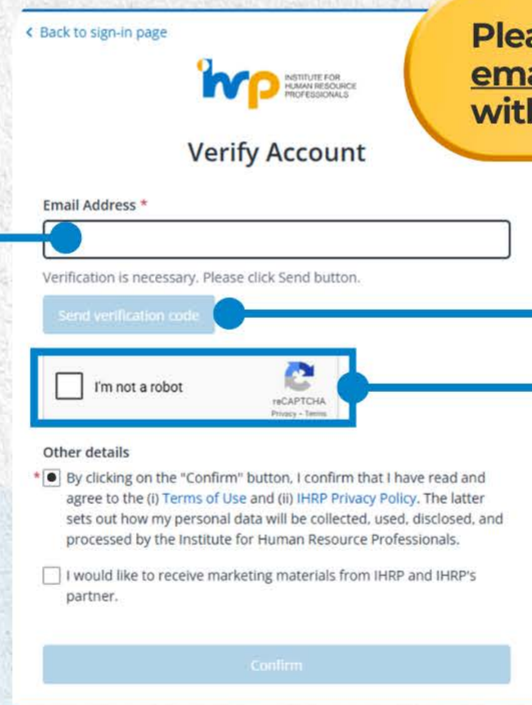 < Back to sign-in page
Plea
ema
with
ihrp INSTITUTE FOR
HUMAN RESOURCE
PROFESSIONALS
Verify Account
Email Address *
Verification is necessary. Please click Send button.
Send verification code
I'm not a robot
reCAPTCHA
Privacy - Terms
Other details
* By clicking on the "Confirm" button, I confirm that I have read and
agree to the (i) Terms of Use and (ii) IHRP Privacy Policy. The latter
sets out how my personal data will be collected, used, disclosed, and
processed by the Institute for Human Resource Professionals.
I would like to receive marketing materials from IHRP and IHRP's
partner.
Confirm